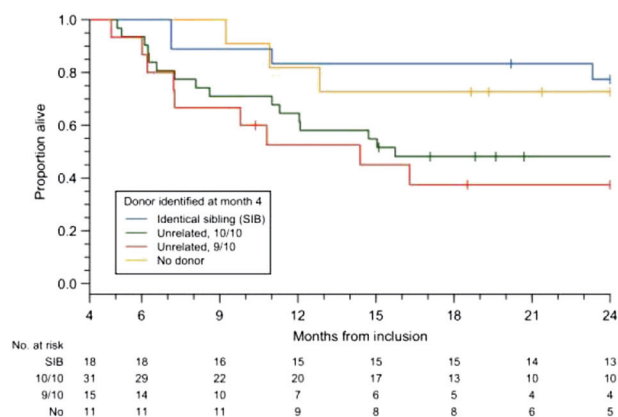 Proportion alive
1.0
0.8
0.6
0.4
0.2
0.0
Donor identified at month 4
Identical sibling (SIB)
Unrelated, 10/10
Unrelated, 9/10
No donor
4 6 9 12 15 18 21 24
Months from inclusion
No. at risk
SIB 18 18 16 15 15 15 14 13
10/10 31 29 22 20 17 13 10 10
9/10 15 14 10 7 6 5 4 4
No 11 11 11 9 8 8 6 5